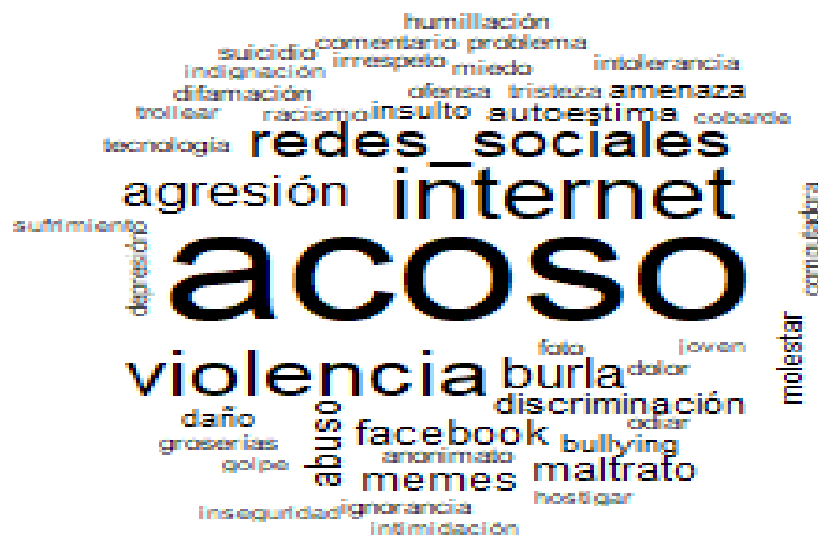 humillación
comentario problema
suicidio irrespeto miedo intolerancia
indignación
difamación ofensa tristeza amenaza
trollear racismo insulto autoestima cobarde
tecnología redes_sociales
agresión internet
sufrimiento
depresión
acoso
computadora
molestar
foto joven
violencia burla dolor
discriminación
daño abuso facebook odiar
groserías bullying
golpe anonimato
memes maltrato
hostigar
inseguridad ignorancia
intimidación